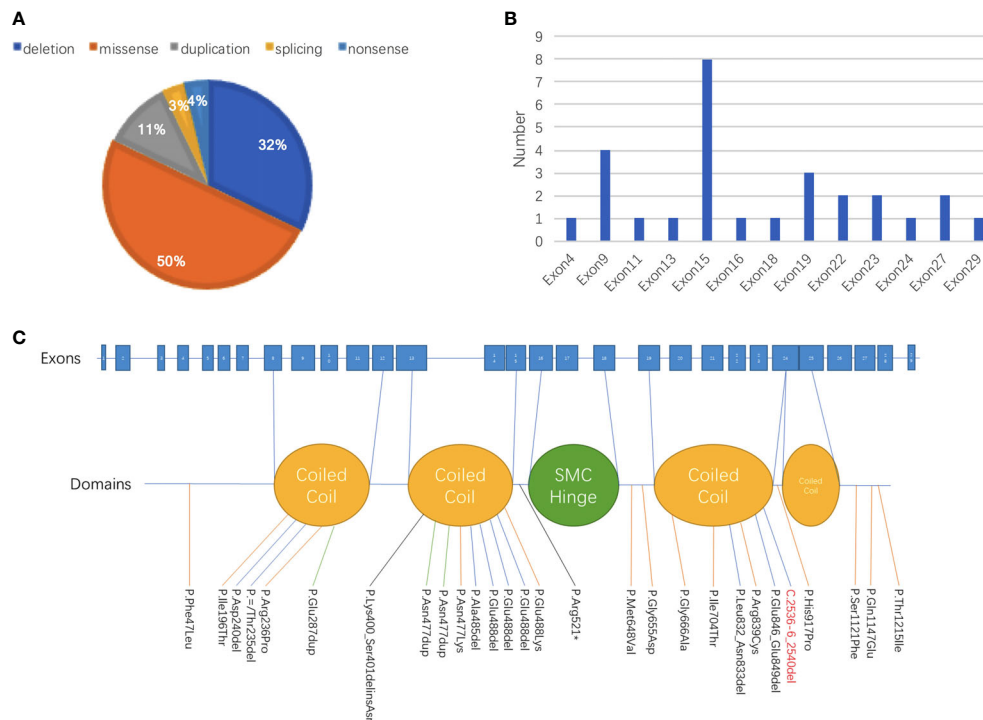 A
deletion missense duplication splicing nonsense
3% 4%
11%
32%
50%
B
Number
9
8
7
6
5
4
3
2
1
0
Exon4 Exon9 Exon11 Exon13 Exon15 Exon16 Exon18 Exon19 Exon22 Exon23 Exon24 Exon27 Exon29
C
Exons
Domains
Coiled Coil
Coiled Coil
SMC Hinge
Coiled Coil
Coiled Coil
P.Phe47Leu
P.Ile196Thr
P.Asp240del
P.=/Thr235del
P.Arg236Pro
P.Glu287dup
P.Lys400_Ser401delinsAsn
P.Asn477dup
P.Asn477dup
P.Asn477Lys
P.Ala485del
P.Glu488del
P.Glu488del
P.Glu488del
P.Glu488Lys
P.Arg521*
P.Met648Val
P.Gly655Asp
P.Gly666Ala
P.Ile704Thr
P.Leu832_Asn833del
P.Arg839Cys
P.Glu846_Glu849del
C.2536-6_2540del
P.His917Pro
P.Ser1121Phe
P.Gln1147Glu
P.Thr1215Ile